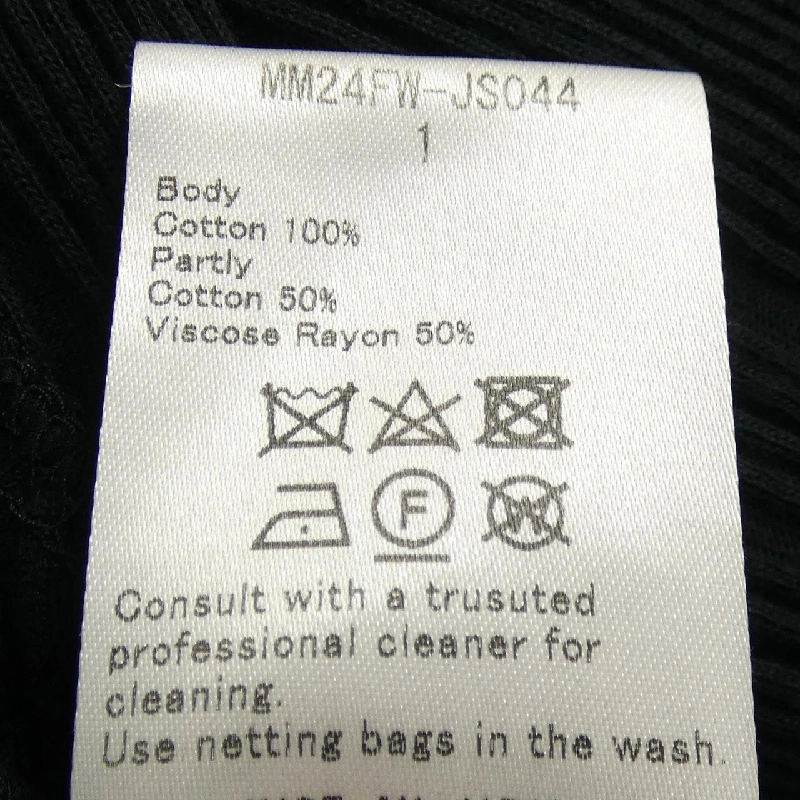 MM24FW-JS044
1
Body
Cotton 100%
Partly
Cotton 50%
Viscose Rayon 50%
F
W
Consult with a trusuted
professional cleaner for
cleaning.
Use netting bags in the wash.